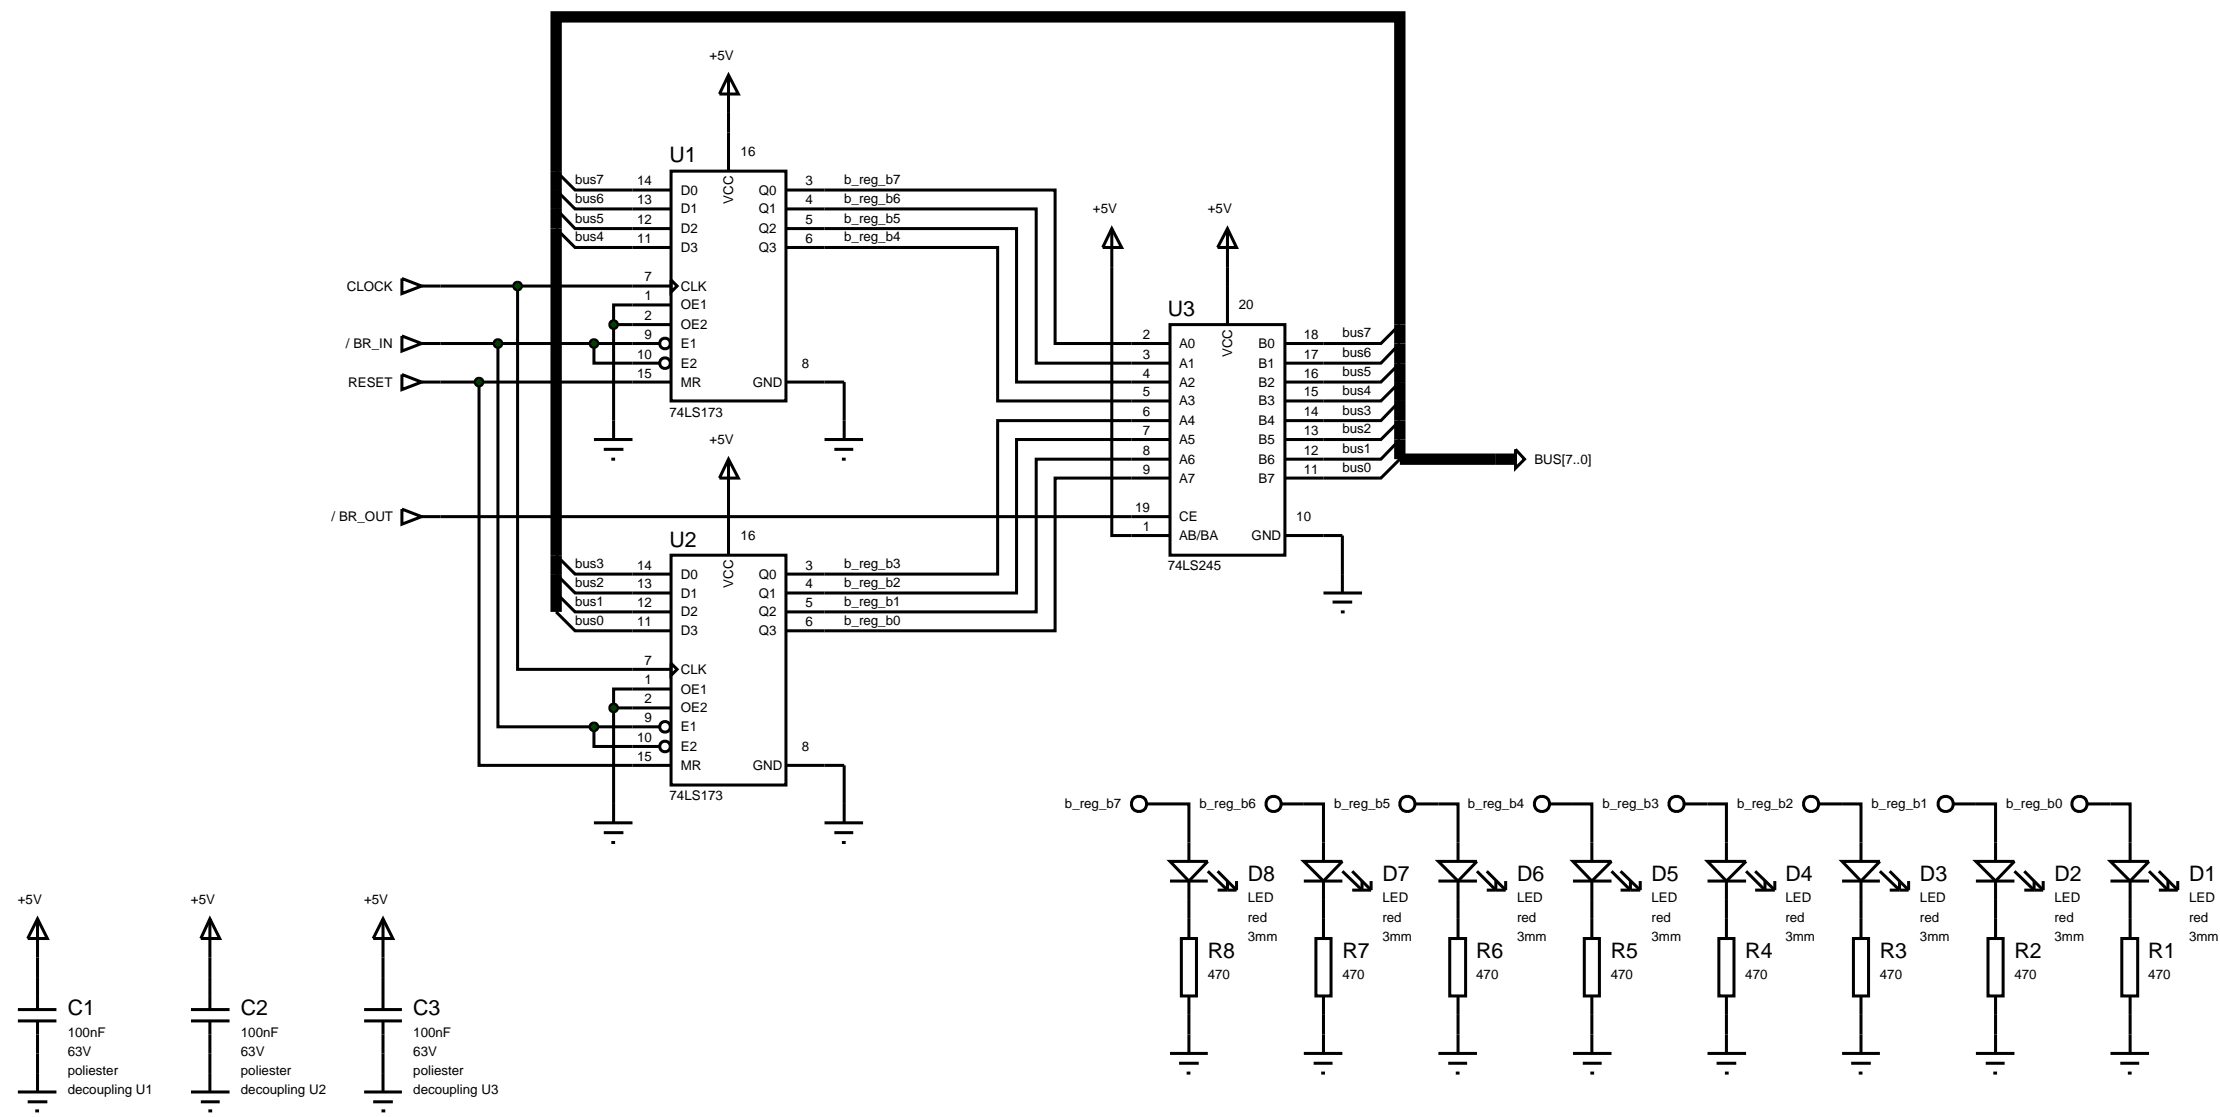 +5V
U1
16
VCC
bus7 14 D0 Q0 3 b_reg_b7
bus6 13 D1 Q1 4 b_reg_b6
bus5 12 D2 Q2 5 b_reg_b5
bus4 11 D3 Q3 6 b_reg_b4
CLOCK 7 CLK
1 OE1
2 OE2
/ BR_IN 9 E1
10 E2 8
RESET 15 MR GND
74LS173
+5V +5V
U3
20
VCC
2 A0 B0 18 bus7
3 A1 B1 17 bus6
4 A2 B2 16 bus5
5 A3 B3 15 bus4
6 A4 B4 14 bus3
7 A5 B5 13 bus2
8 A6 B6 12 bus1
9 A7 B7 11 bus0
BUS[7..0]
/ BR_OUT 19 CE 10
1 AB/BA GND
74LS245
+5V
U2
16
VCC
bus3 14 D0 Q0 3 b_reg_b3
bus2 13 D1 Q1 4 b_reg_b2
bus1 12 D2 Q2 5 b_reg_b1
bus0 11 D3 Q3 6 b_reg_b0
7 CLK
1 OE1
2 OE2
9 E1
10 E2 8
15 MR GND
74LS173
b_reg_b7 b_reg_b6 b_reg_b5 b_reg_b4 b_reg_b3 b_reg_b2 b_reg_b1 b_reg_b0
D8 D7 D6 D5 D4 D3 D2 D1
LED LED LED LED LED LED LED LED
red red red red red red red red
3mm 3mm 3mm 3mm 3mm 3mm 3mm 3mm
R8 R7 R6 R5 R4 R3 R2 R1
470 470 470 470 470 470 470 470
+5V +5V +5V
C1 C2 C3
100nF 100nF 100nF
63V 63V 63V
poliester poliester poliester
decoupling U1 decoupling U2 decoupling U3